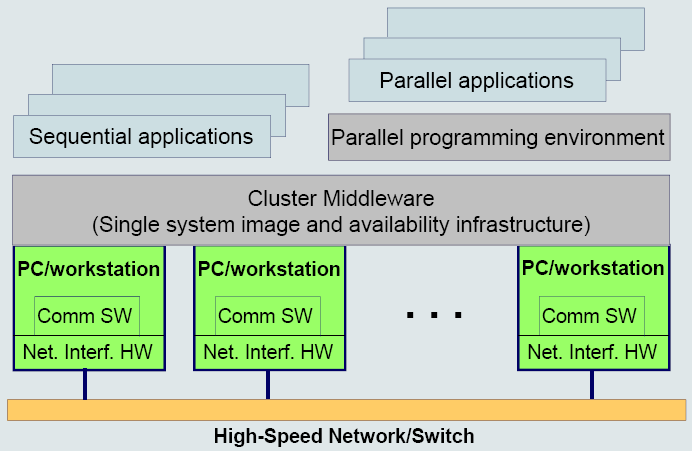 Parallel applications
Sequential applications
Parallel programming environment
Cluster Middleware
(Single system image and availability infrastructure)
PC/workstation
Comm SW
Net. Interf. HW
PC/workstation
Comm SW
Net. Interf. HW
. . .
PC/workstation
Comm SW
Net. Interf. HW
High-Speed Network/Switch